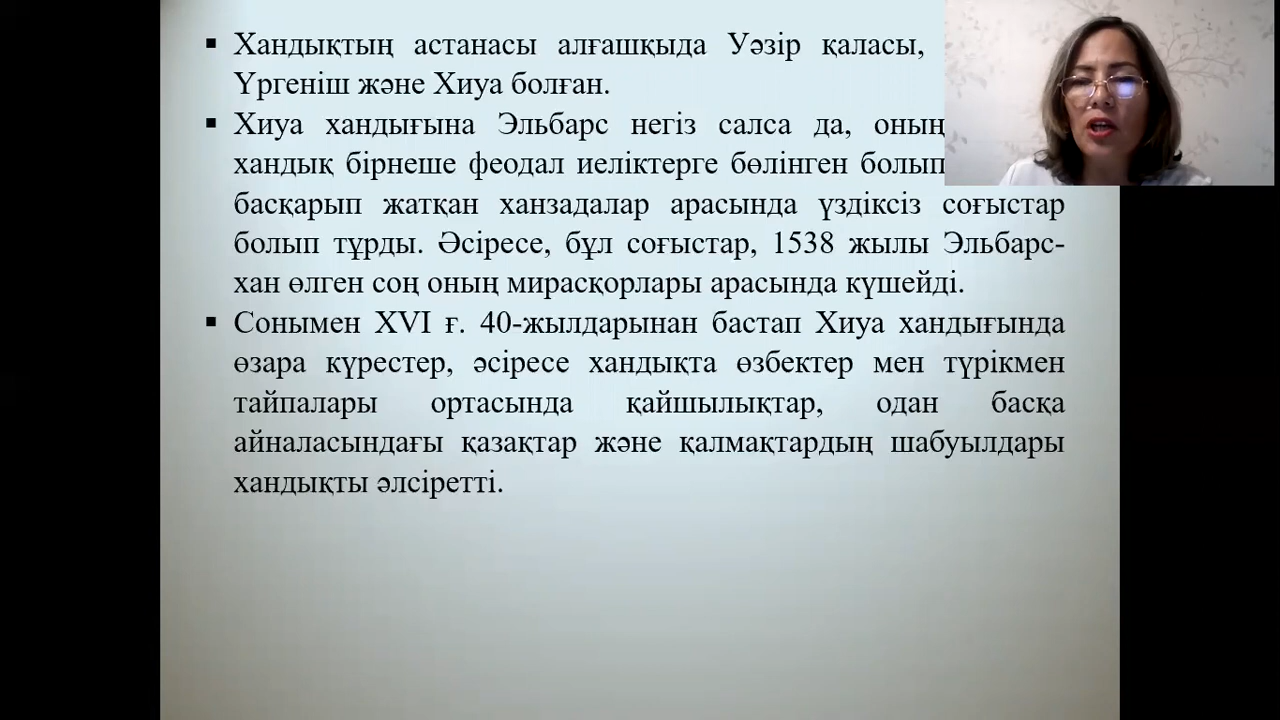 ▪ Хандықтың астанасы алғашқыда Уәзір қаласы,
Үргеніш және Хиуа болған.
▪ Хиуа хандығына Эльбарс негіз салса да, оның
хандық бірнеше феодал иеліктерге бөлінген болып
басқарып жатқан ханзадалар арасында үздіксіз соғыстар
болып тұрды. Әсіресе, бұл соғыстар, 1538 жылы Эльбарс-
хан өлген соң оның мирасқорлары арасында күшейді.
▪ Сонымен XVI ғ. 40-жылдарынан бастап Хиуа хандығында
өзара күрестер, әсіресе хандықта өзбектер мен түрікмен
тайпалары ортасында қайшылықтар, одан басқа
айналасындағы қазақтар және қалмақтардың шабуылдары
хандықты әлсіретті.